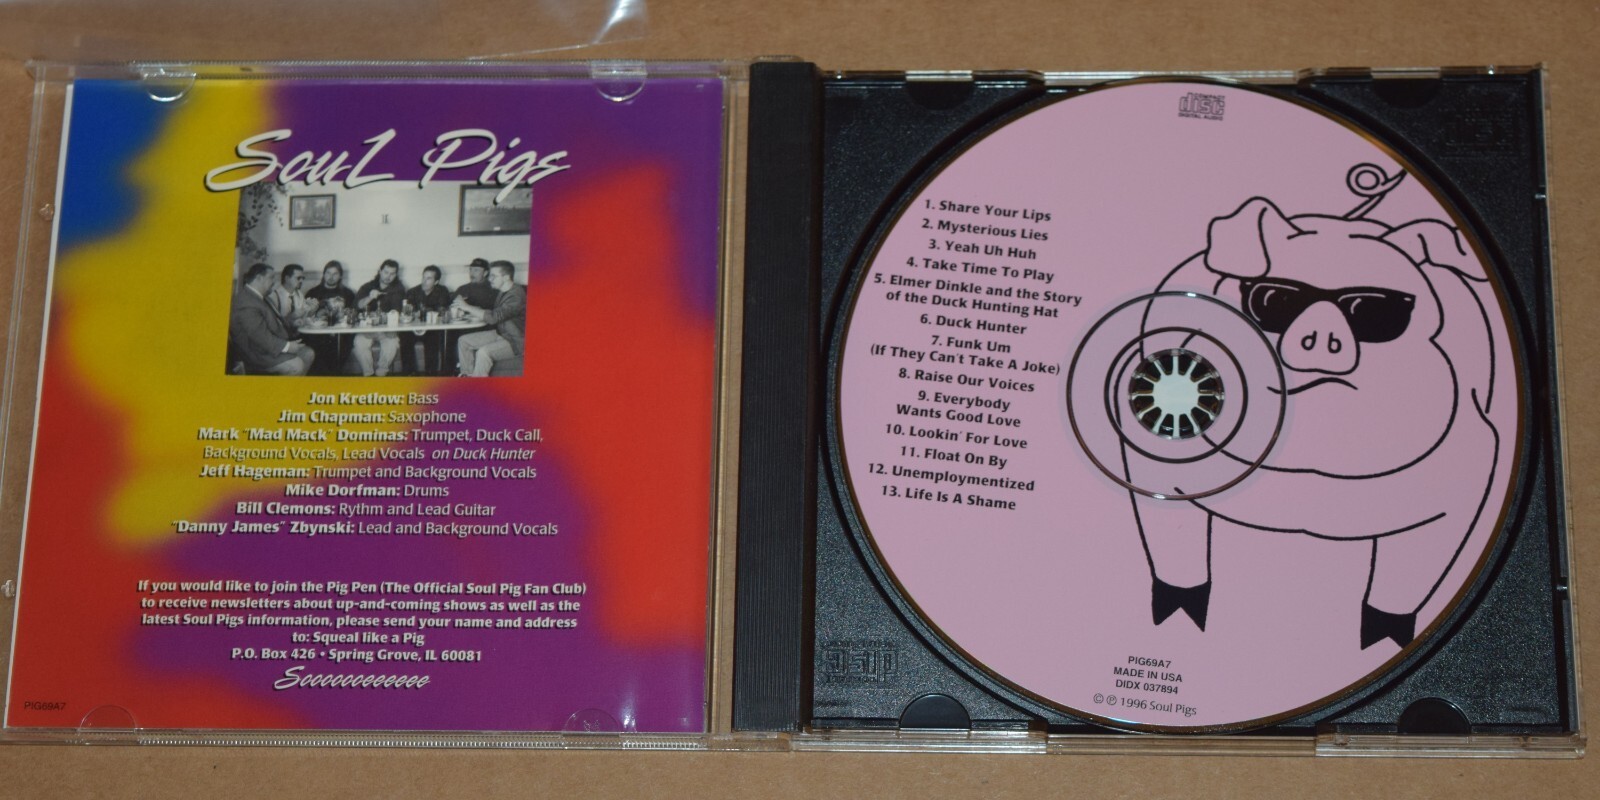 Soul Pigs
Jon Kretlow: Bass
Jim Chapman: Saxophone
Mark "Mad Mack" Dominas: Trumpet, Duck Call,
Background Vocals, Lead Vocals on Duck Hunter
Jeff Hageman: Trumpet and Background Vocals
Mike Dorfman: Drums
Bill Clemons: Rythm and Lead Guitar
"Danny James" Zbynski: Lead and Background Vocals
If you would like to join the Pig Pen (The Official Soul Pig Fan Club)
to receive newsletters about up-and-coming shows as well as the
latest Soul Pigs information, please send your name and address
to: Squeal like a Pig
P.O. Box 426 • Spring Grove, IL 60081
Sooooooeeeeee
PIG69A7
COMPACT
disc
DIGITAL AUDIO
1. Share Your Lips
2. Mysterious Lies
3. Yeah Uh Huh
4. Take Time To Play
5. Elmer Dinkle and the Story
of the Duck Hunting Hat
6. Duck Hunter
7. Funk Um
(If They Can't Take A Joke)
8. Raise Our Voices
9. Everybody
Wants Good Love
10. Lookin' For Love
11. Float On By
12. Unemploymentized
13. Life Is A Shame
db
PIG69A7
MADE IN USA
DIDX 037894
© ℗ 1996 Soul Pigs
disc